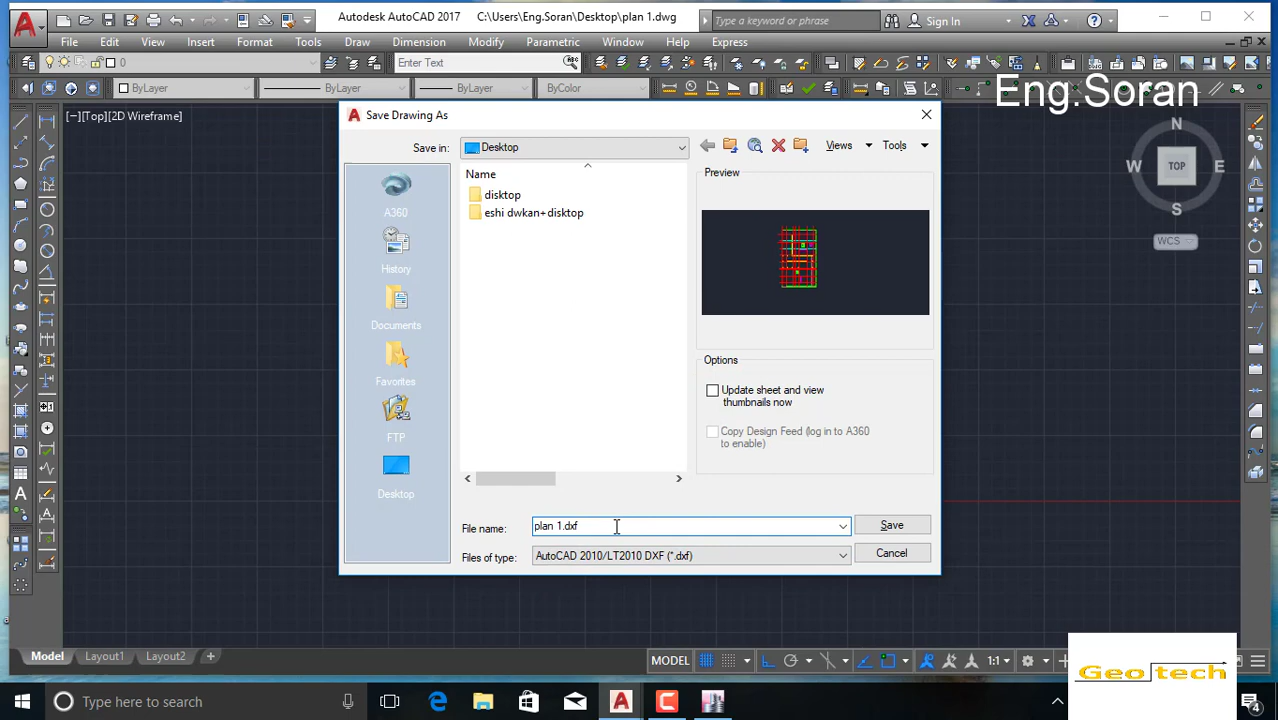 Autodesk AutoCAD 2017 C:\Users\Eng.Soran\Desktop\plan 1.dwg
Type a keyword or phrase
Sign In
File Edit View Insert Format Tools Draw Dimension Modify Parametric Window Help Express
0
Enter Text
ByLayer ByLayer ByLayer ByColor
Eng.Soran
[−][Top][2D Wireframe]
N
W TOP E
S
WCS
Save Drawing As
Save in: Desktop
Views Tools
Name
disktop
eshi dwkan+disktop
A360
History
Documents
Favorites
FTP
Desktop
Preview
Options
Update sheet and view
thumbnails now
Copy Design Feed (log in to A360
to enable)
File name: plan 1.dxf
Save
Files of type: AutoCAD 2010/LT2010 DXF (*.dxf)
Cancel
Model Layout1 Layout2 +
MODEL
1:1
Geotech
Type here to search
4